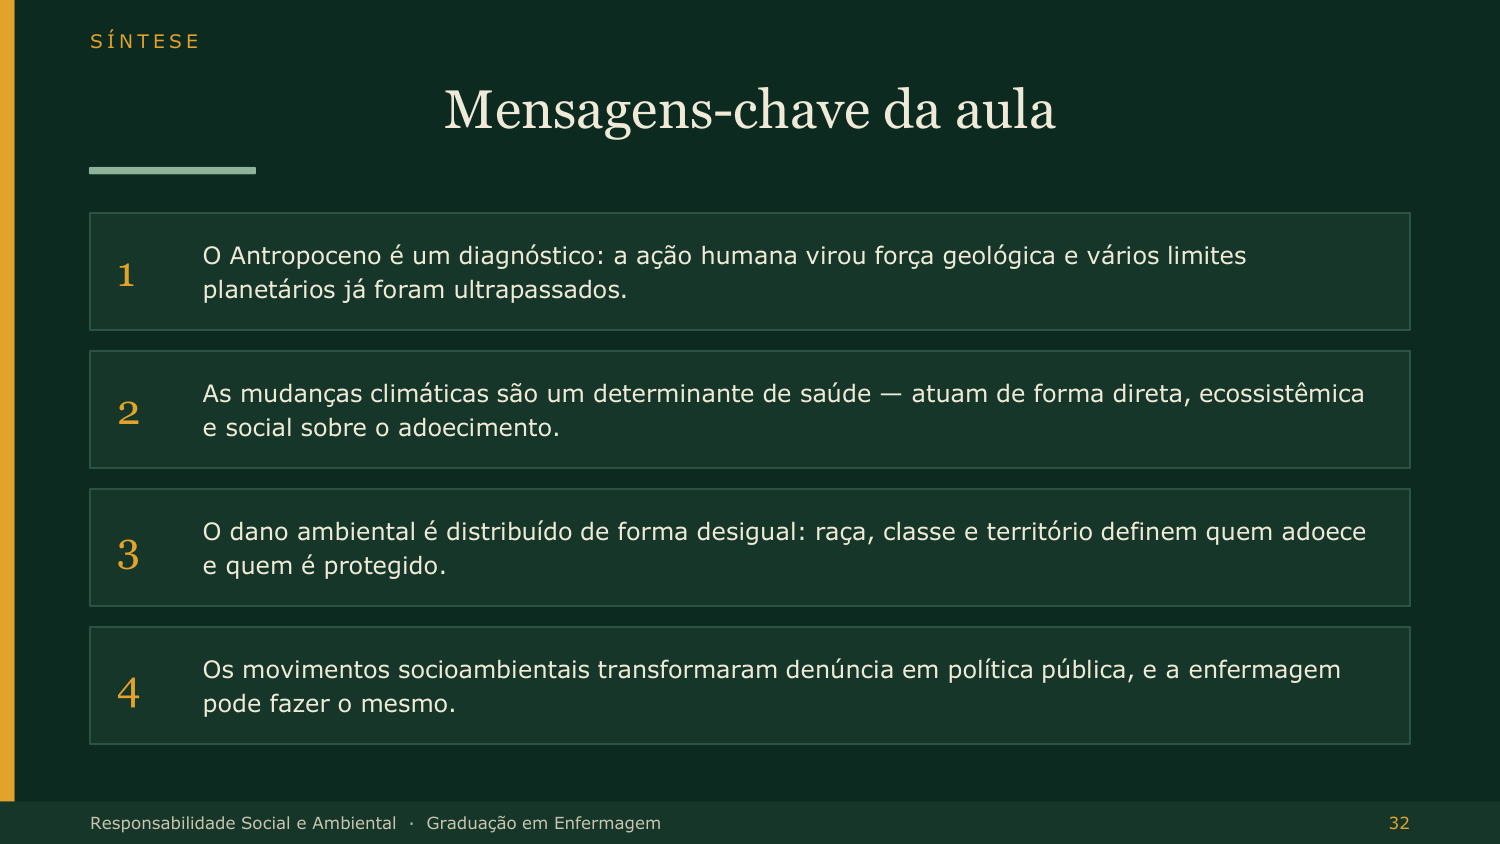 SÍNTESE
Mensagens-chave da aula
1
O Antropoceno é um diagnóstico: a ação humana virou força geológica e vários limites
planetários já foram ultrapassados.
2
As mudanças climáticas são um determinante de saúde — atuam de forma direta, ecossistêmica
e social sobre o adoecimento.
3
O dano ambiental é distribuído de forma desigual: raça, classe e território definem quem adoece
e quem é protegido.
4
Os movimentos socioambientais transformaram denúncia em política pública, e a enfermagem
pode fazer o mesmo.
Responsabilidade Social e Ambiental · Graduação em Enfermagem
32